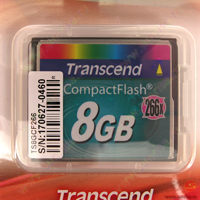 Transcend
CompactFlash®
266x
8GB
TS8GCF266
S/N:170627-0460
Transcend